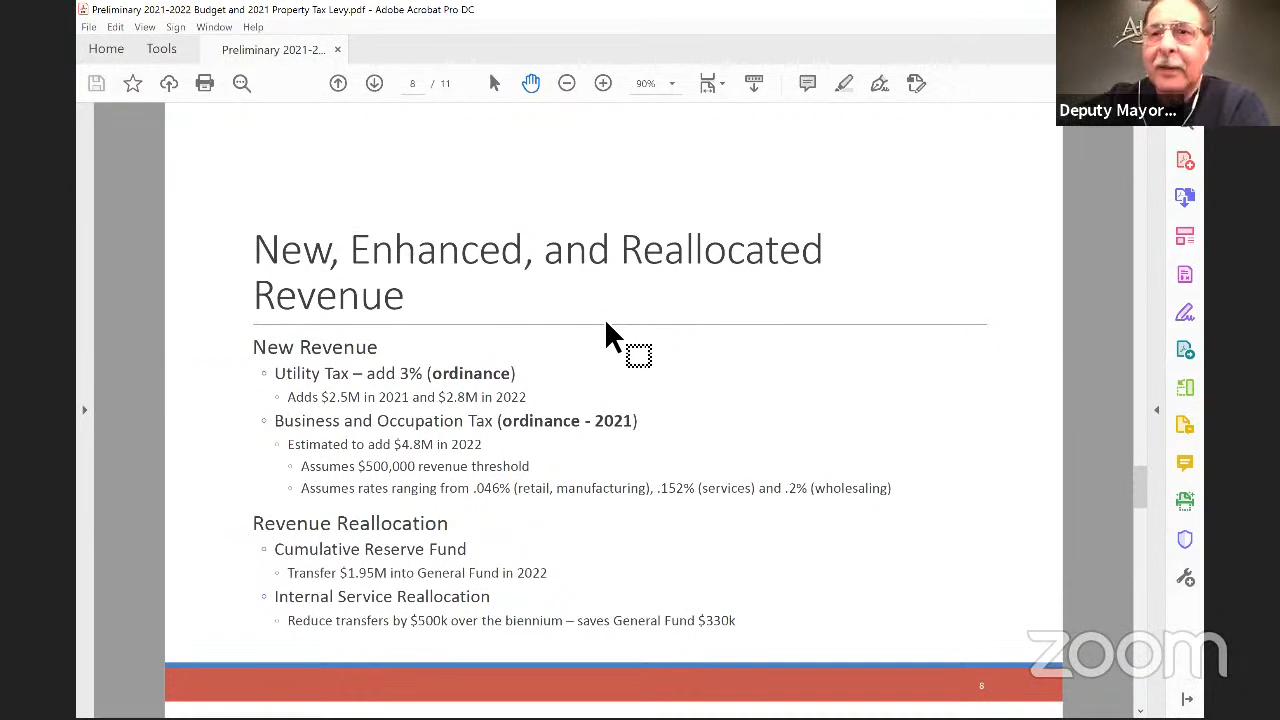 Preliminary 2021-2022 Budget and 2021 Property Tax Levy.pdf - Adobe Acrobat Pro DC
File Edit View Sign Window Help
Home Tools Preliminary 2021-2... ×
8 / 11 90%
Deputy Mayor...
New, Enhanced, and Reallocated
Revenue
New Revenue
Utility Tax – add 3% (ordinance)
Adds $2.5M in 2021 and $2.8M in 2022
Business and Occupation Tax (ordinance - 2021)
Estimated to add $4.8M in 2022
Assumes $500,000 revenue threshold
Assumes rates ranging from .046% (retail, manufacturing), .152% (services) and .2% (wholesaling)
Revenue Reallocation
Cumulative Reserve Fund
Transfer $1.95M into General Fund in 2022
Internal Service Reallocation
Reduce transfers by $500k over the biennium – saves General Fund $330k
zoom
8